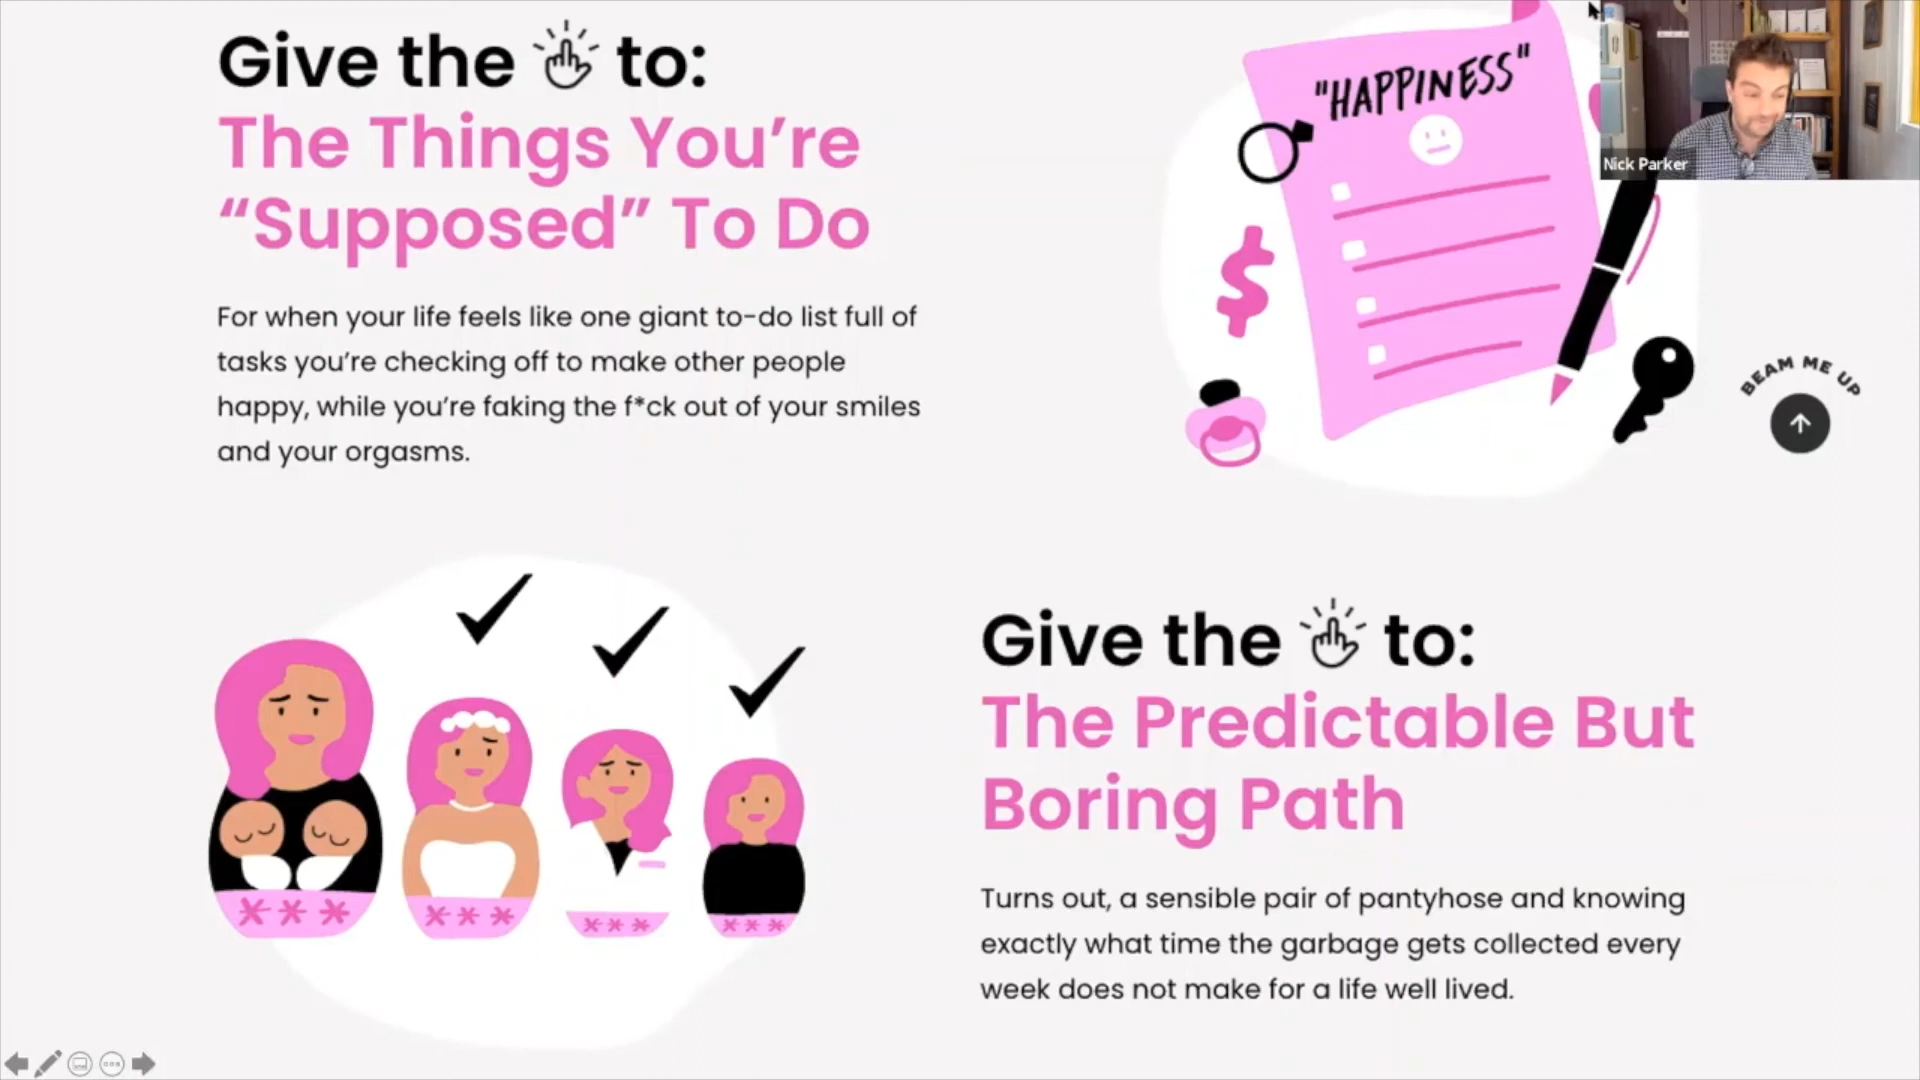 Give the to:
The Things You’re
“Supposed” To Do
For when your life feels like one giant to-do list full of
tasks you’re checking off to make other people
happy, while you’re faking the f*ck out of your smiles
and your orgasms.
"HAPPINESS"
$
Nick Parker
BEAM ME UP
Give the to:
The Predictable But
Boring Path
Turns out, a sensible pair of pantyhose and knowing
exactly what time the garbage gets collected every
week does not make for a life well lived.